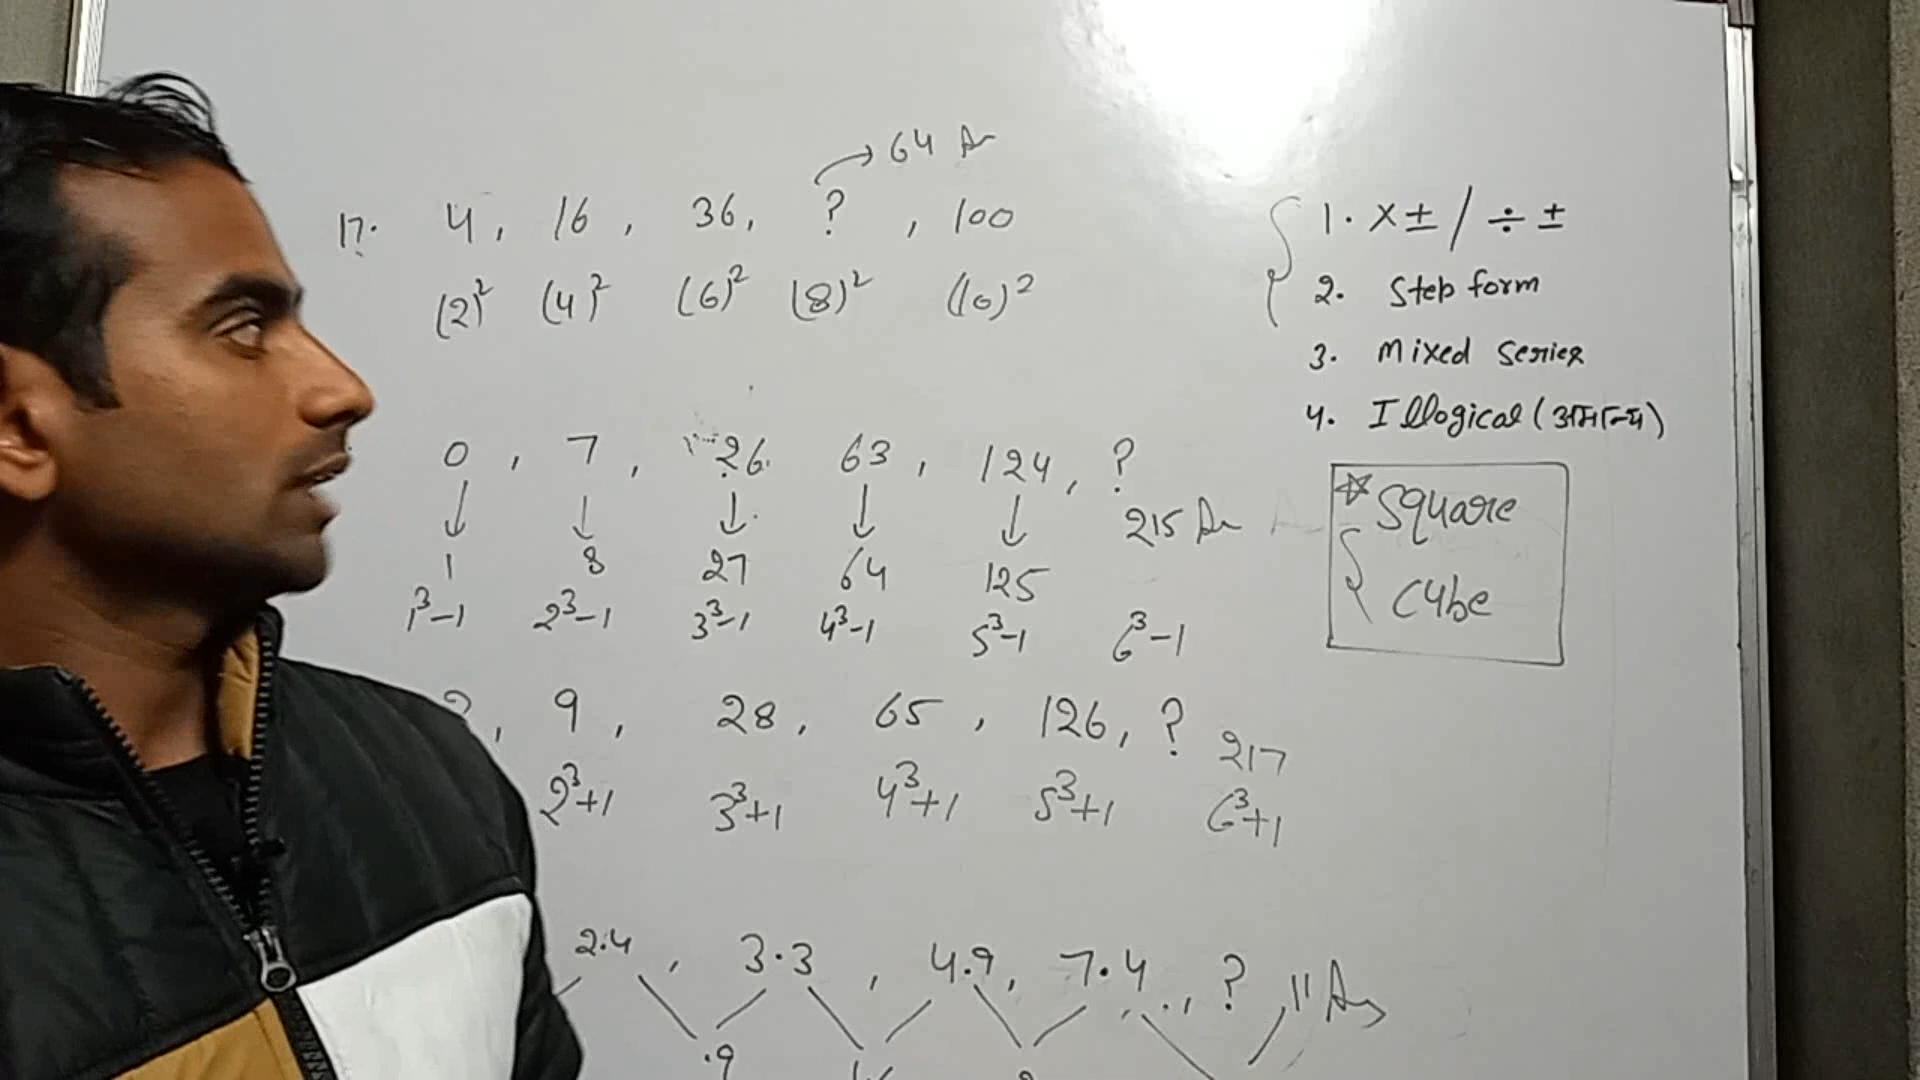 → 64 An
17. 4, 16, 36, ?, 100
(2)² (4)² (6)² (8)² (10)²
0, 7, 26, 63, 124, ?
↓ ↓ ↓ ↓ ↓ 215 An
1 8 27 64 125
1³-1 2³-1 3³-1 4³-1 5³-1 6³-1
, 9, 28, 65, 126, ? 217
2³+1 3³+1 4³+1 5³+1 6³+1
2.4, 3.3, 4.9, 7.4, ? 11 An
.9
1. × ± / ÷ ±
2. Step form
3. Mixed Series
4. Illogical (
☆ Square
Cube